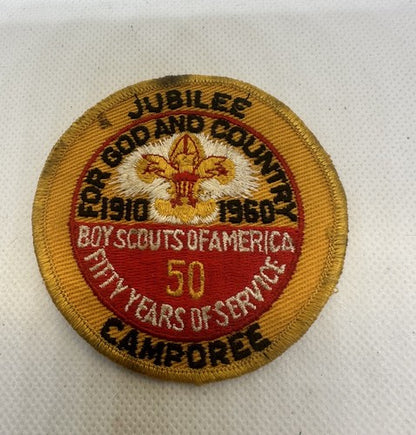 JUBILEE
FOR GOD AND COUNTRY
1910 1960
BOY SCOUTS OF AMERICA
50
FIFTY YEARS OF SERVICE
CAMPOREE